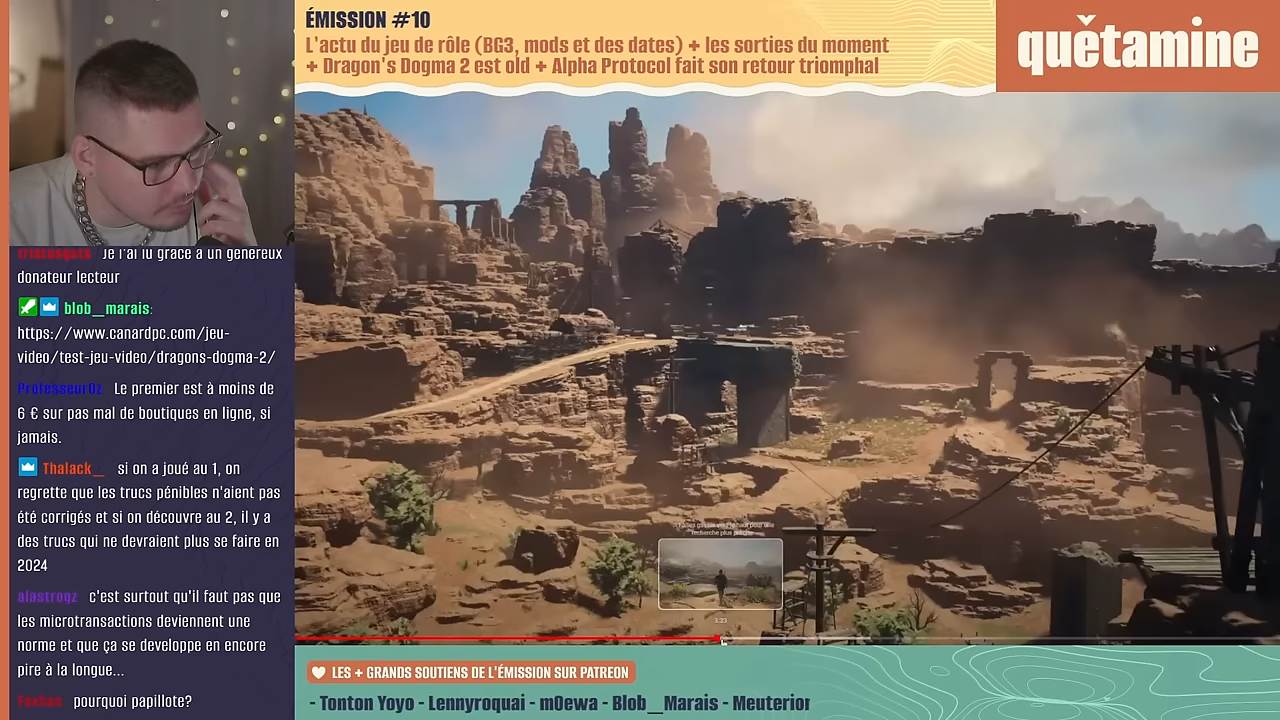 ÉMISSION #10
L'actu du jeu de rôle (BG3, mods et des dates) + les sorties du moment
+ Dragon's Dogma 2 est old + Alpha Protocol fait son retour triomphal
quětamine
Je l'ai lu grâce à un généreux
donateur lecteur
blob__marais:
https://www.canardpc.com/jeu-
video/test-jeu-video/dragons-dogma-2/
ProfesseurOz Le premier est à moins de
6 € sur pas mal de boutiques en ligne, si
jamais.
Thalack_ si on a joué au 1, on
regrette que les trucs pénibles n'aient pas
été corrigés et si on découvre au 2, il y a
des trucs qui ne devraient plus se faire en
2024
alastrogz c'est surtout qu'il faut pas que
les microtransactions deviennent une
norme et que ça se developpe en encore
pire à la longue...
pourquoi papillote?
3:23
LES + GRANDS SOUTIENS DE L'ÉMISSION SUR PATREON
- Tonton Yoyo - Lennyroquai - m0ewa - Blob__Marais - Meuterior